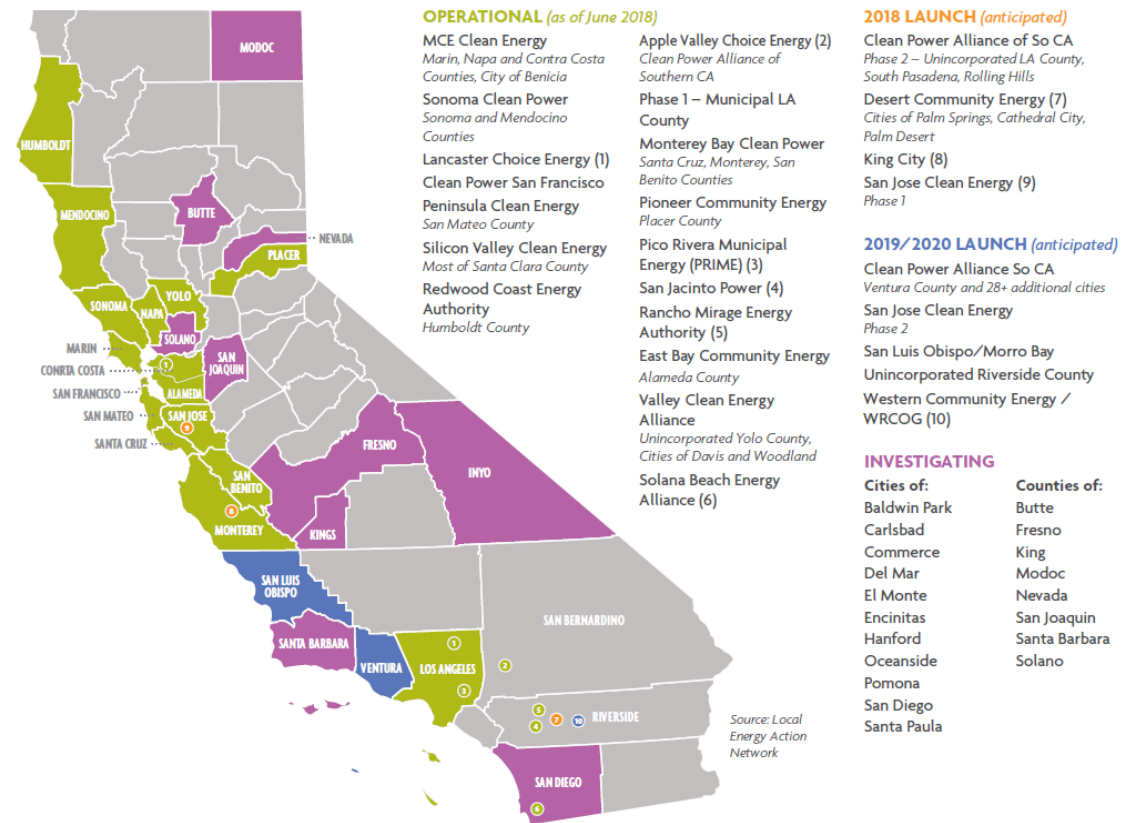 MODOC
HUMBOLDT
MENDOCINO
BUTTE
NEVADA
PLACER
SONOMA
YOLO
NAPA
SOLANO
MARIN
SAN
JOAQUIN
1
CONRTA COSTA
SAN FRANCISCO
ALAMEDA
SAN MATEO
SAN JOSE
9
SANTA CRUZ
FRESNO
INYO
SAN
BENITO
8
MONTEREY
KINGS
SAN LUIS
OBISPO
SAN BERNARDINO
SANTA BARBARA
VENTURA
LOS ANGELES
1
2
3
5
4
7
10
RIVERSIDE
SAN DIEGO
6
OPERATIONAL (as of June 2018)
MCE Clean Energy
Marin, Napa and Contra Costa
Counties, City of Benicia
Sonoma Clean Power
Sonoma and Mendocino
Counties
Lancaster Choice Energy (1)
Clean Power San Francisco
Peninsula Clean Energy
San Mateo County
Silicon Valley Clean Energy
Most of Santa Clara County
Redwood Coast Energy
Authority
Humboldt County
Apple Valley Choice Energy (2)
Clean Power Alliance of
Southern CA
Phase 1 – Municipal LA
County
Monterey Bay Clean Power
Santa Cruz, Monterey, San
Benito Counties
Pioneer Community Energy
Placer County
Pico Rivera Municipal
Energy (PRIME) (3)
San Jacinto Power (4)
Rancho Mirage Energy
Authority (5)
East Bay Community Energy
Alameda County
Valley Clean Energy
Alliance
Unincorporated Yolo County,
Cities of Davis and Woodland
Solana Beach Energy
Alliance (6)
2018 LAUNCH (anticipated)
Clean Power Alliance of So CA
Phase 2 – Unincorporated LA County,
South Pasadena, Rolling Hills
Desert Community Energy (7)
Cities of Palm Springs, Cathedral City,
Palm Desert
King City (8)
San Jose Clean Energy (9)
Phase 1
2019/2020 LAUNCH (anticipated)
Clean Power Alliance So CA
Ventura County and 28+ additional cities
San Jose Clean Energy
Phase 2
San Luis Obispo/Morro Bay
Unincorporated Riverside County
Western Community Energy /
WRCOG (10)
INVESTIGATING
Cities of:
Baldwin Park
Carlsbad
Commerce
Del Mar
El Monte
Encinitas
Hanford
Oceanside
Pomona
San Diego
Santa Paula
Counties of:
Butte
Fresno
King
Modoc
Nevada
San Joaquin
Santa Barbara
Solano
Source: Local
Energy Action
Network